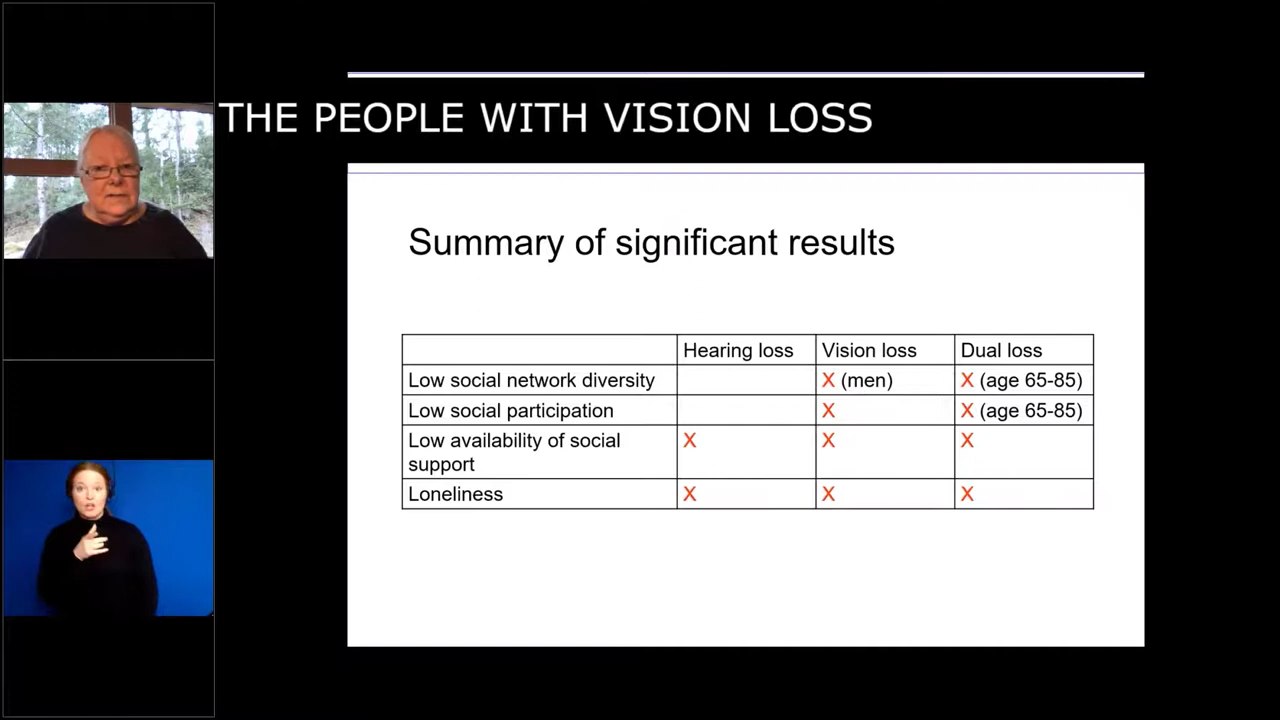 THE PEOPLE WITH VISION LOSS
Summary of significant results
Hearing loss Vision loss Dual loss
Low social network diversity X (men) X (age 65-85)
Low social participation X X (age 65-85)
Low availability of social
support X X X
Loneliness X X X